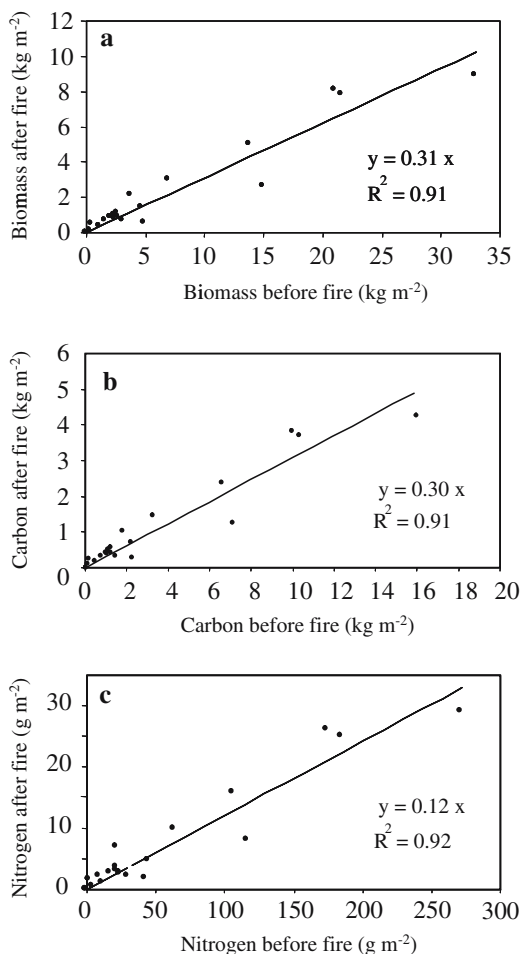 a
Biomass after fire (kg m-2)
12
10
8
6
4
2
0
y = 0.31 x
R2 = 0.91
0 5 10 15 20 25 30 35
Biomass before fire (kg m-2)
b
Carbon after fire (kg m-2)
6
5
4
3
2
1
0
y = 0.30 x
R2 = 0.91
0 2 4 6 8 10 12 14 16 18 20
Carbon before fire (kg m-2)
c
Nitrogen after fire (g m-2)
30
20
10
0
y = 0.12 x
R2 = 0.92
0 50 100 150 200 250 300
Nitrogen before fire (g m-2)